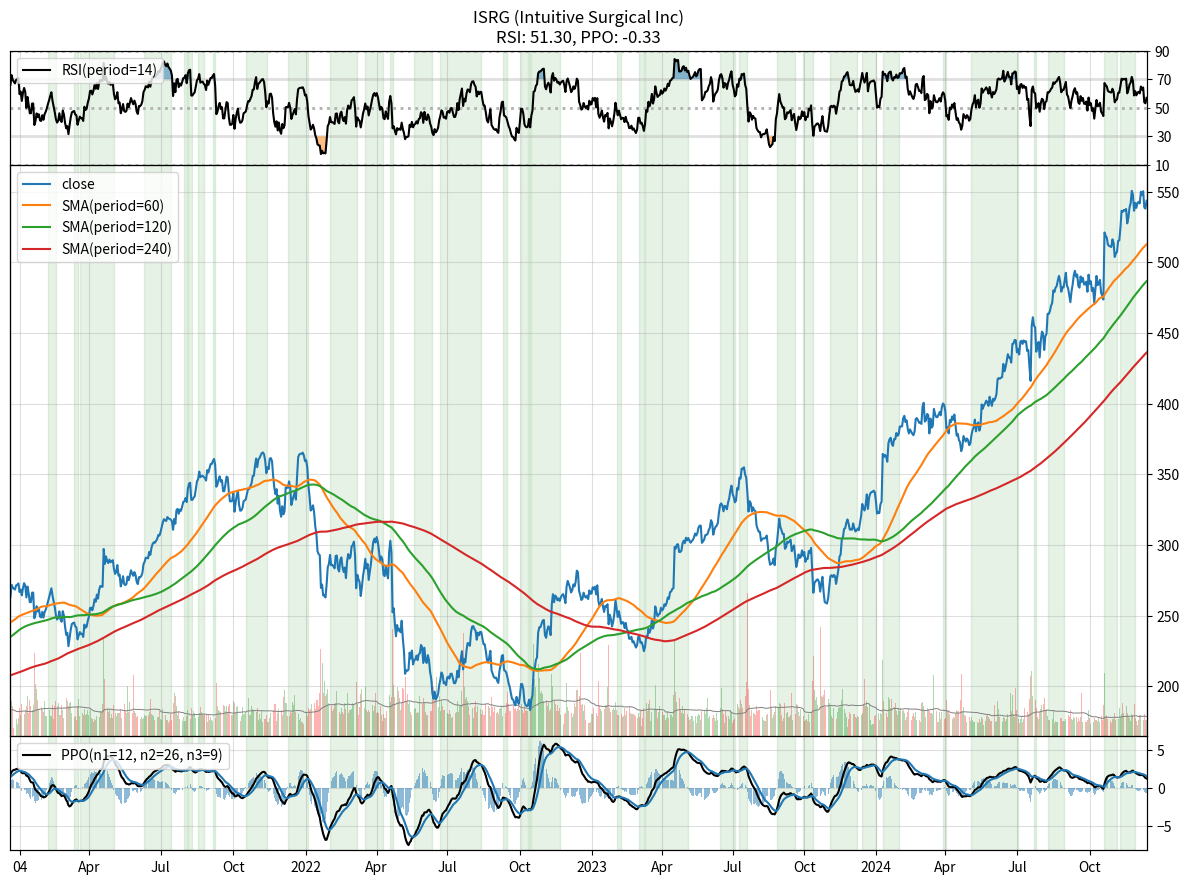 ISRG (Intuitive Surgical Inc)
RSI: 51.30, PPO: -0.33
RSI(period=14)
90
70
50
30
10
close
SMA(period=60)
SMA(period=120)
SMA(period=240)
550
500
450
400
350
300
250
200
PPO(n1=12, n2=26, n3=9)
5
0
−5
04 Apr Jul Oct 2022 Apr Jul Oct 2023 Apr Jul Oct 2024 Apr Jul Oct